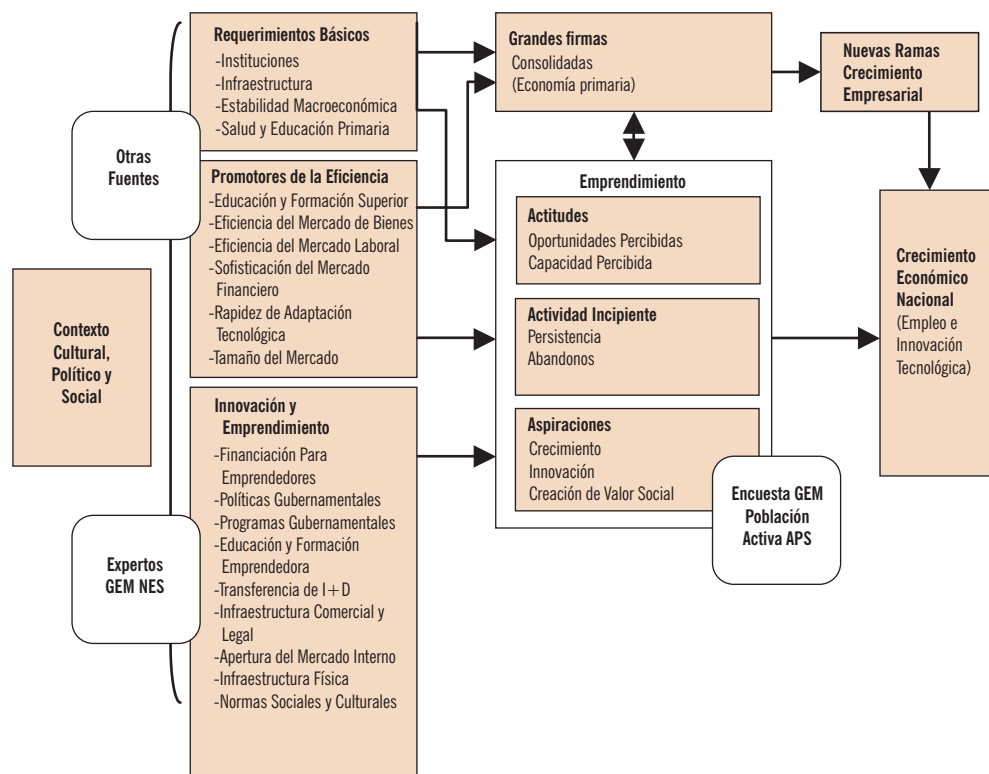 Contexto
Cultural,
Político y
Social
Otras
Fuentes
Expertos
GEM NES
Requerimientos Básicos
-Instituciones
-Infraestructura
-Estabilidad Macroeconómica
-Salud y Educación Primaria
Promotores de la Eficiencia
-Educación y Formación Superior
-Eficiencia del Mercado de Bienes
-Eficiencia del Mercado Laboral
-Sofisticación del Mercado
Financiero
-Rapidez de Adaptación
Tecnológica
-Tamaño del Mercado
Innovación y
Emprendimiento
-Financiación Para
Emprendedores
-Políticas Gubernamentales
-Programas Gubernamentales
-Educación y Formación
Emprendedora
-Transferencia de I+D
-Infraestructura Comercial y
Legal
-Apertura del Mercado Interno
-Infraestructura Física
-Normas Sociales y Culturales
Grandes firmas
Consolidadas
(Economía primaria)
Emprendimiento
Actitudes
Oportunidades Percibidas
Capacidad Percibida
Actividad Incipiente
Persistencia
Abandonos
Aspiraciones
Crecimiento
Innovación
Creación de Valor Social
Encuesta GEM
Población
Activa APS
Nuevas Ramas
Crecimiento
Empresarial
Crecimiento
Económico
Nacional
(Empleo e
Innovación
Tecnológica)